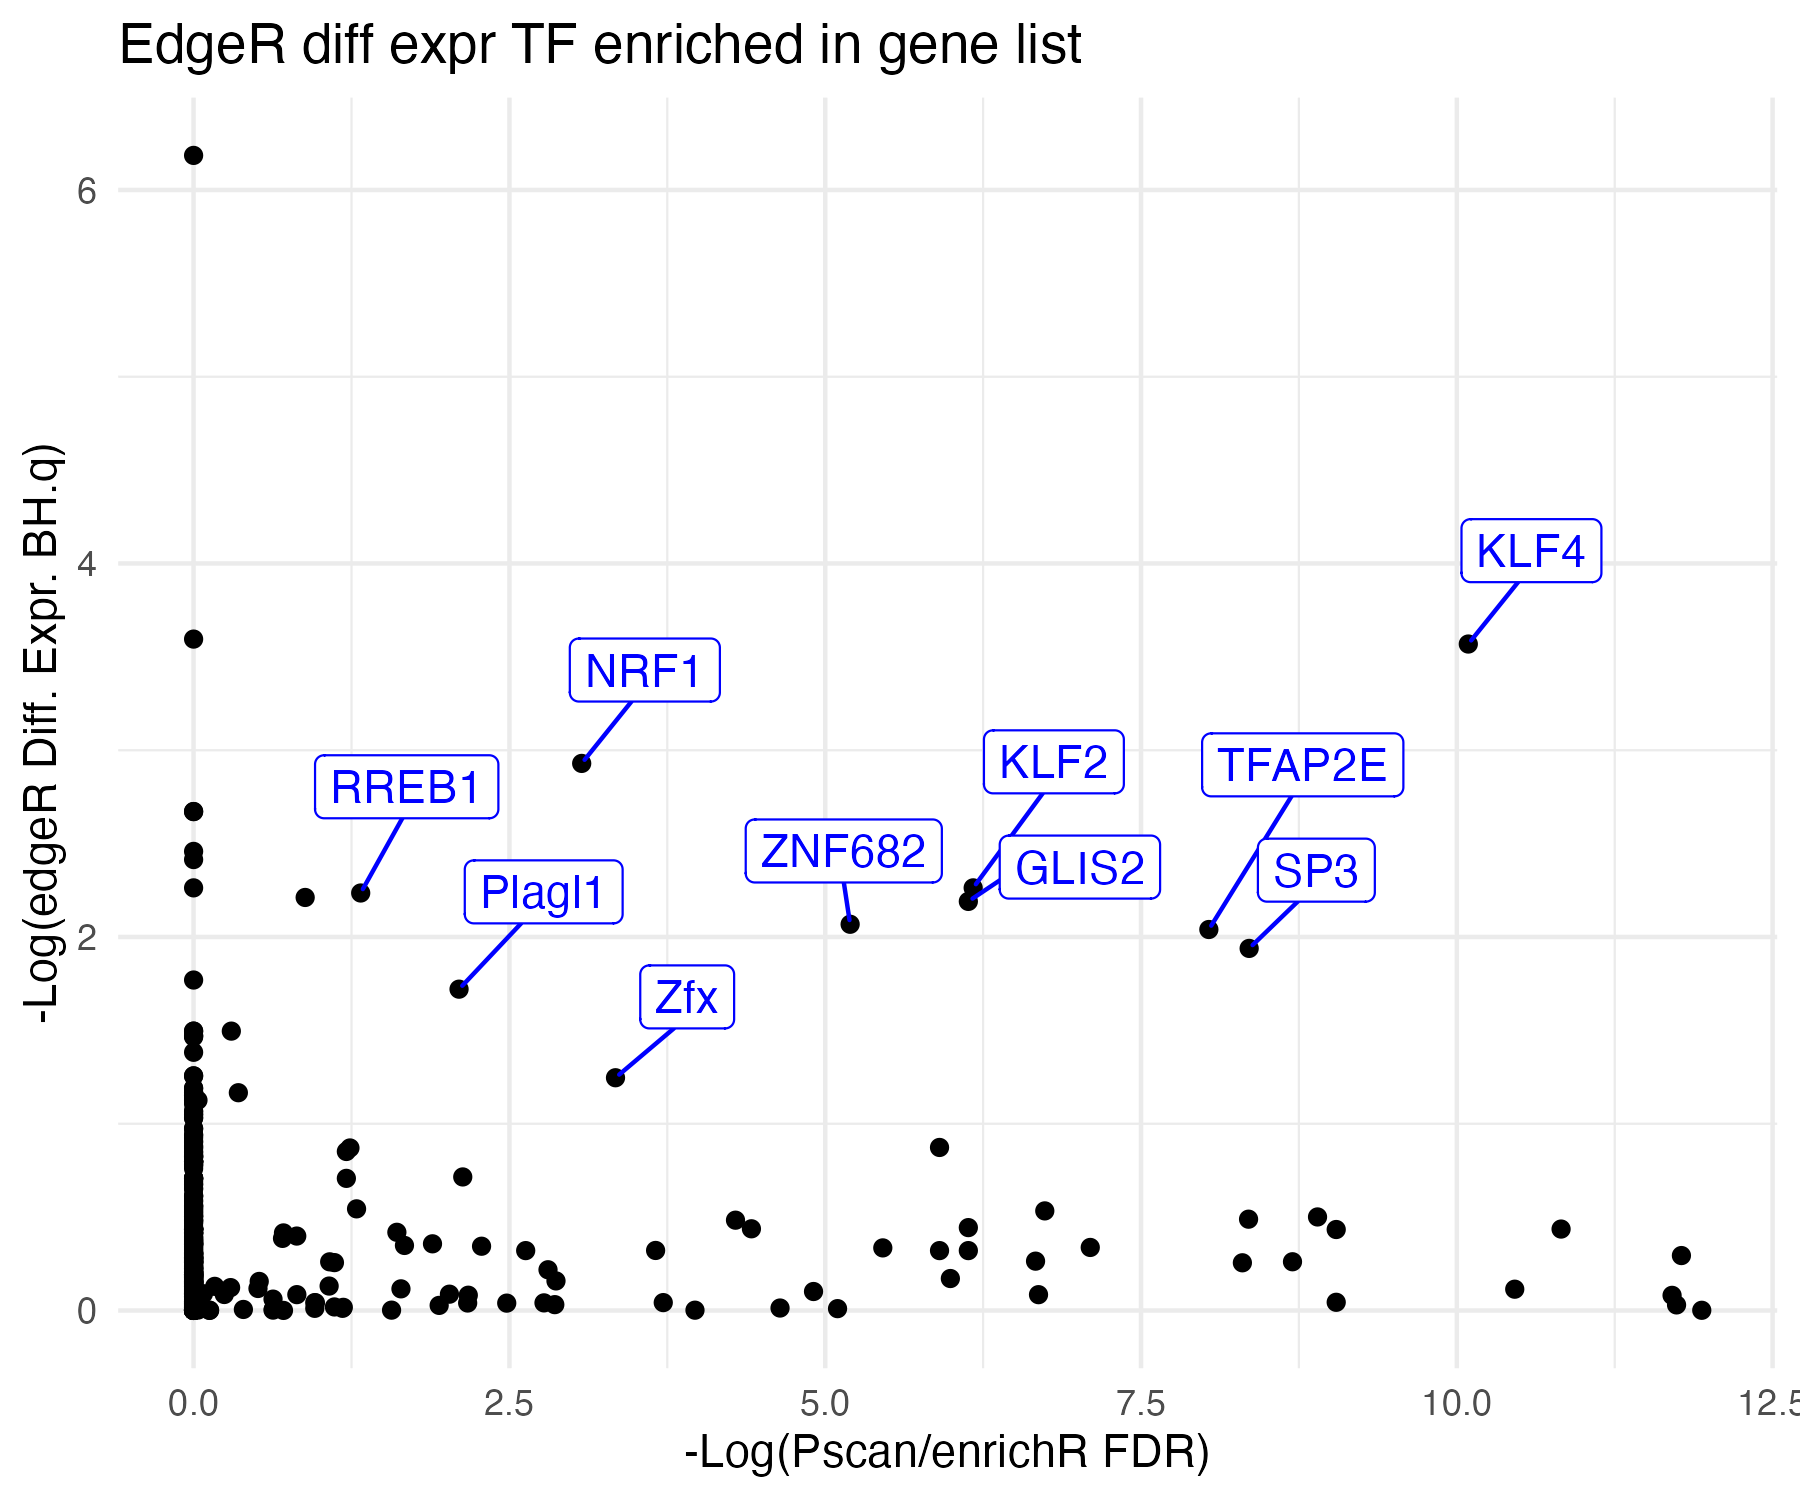 EdgeR diff expr TF enriched in gene list
6
4
2
0
-Log(edgeR Diff. Expr. BH.q)
KLF4
NRF1
KLF2
TFAP2E
RREB1
ZNF682
GLIS2
SP3
Plagl1
Zfx
0.0
2.5
5.0
7.5
10.0
12.5
-Log(Pscan/enrichR FDR)